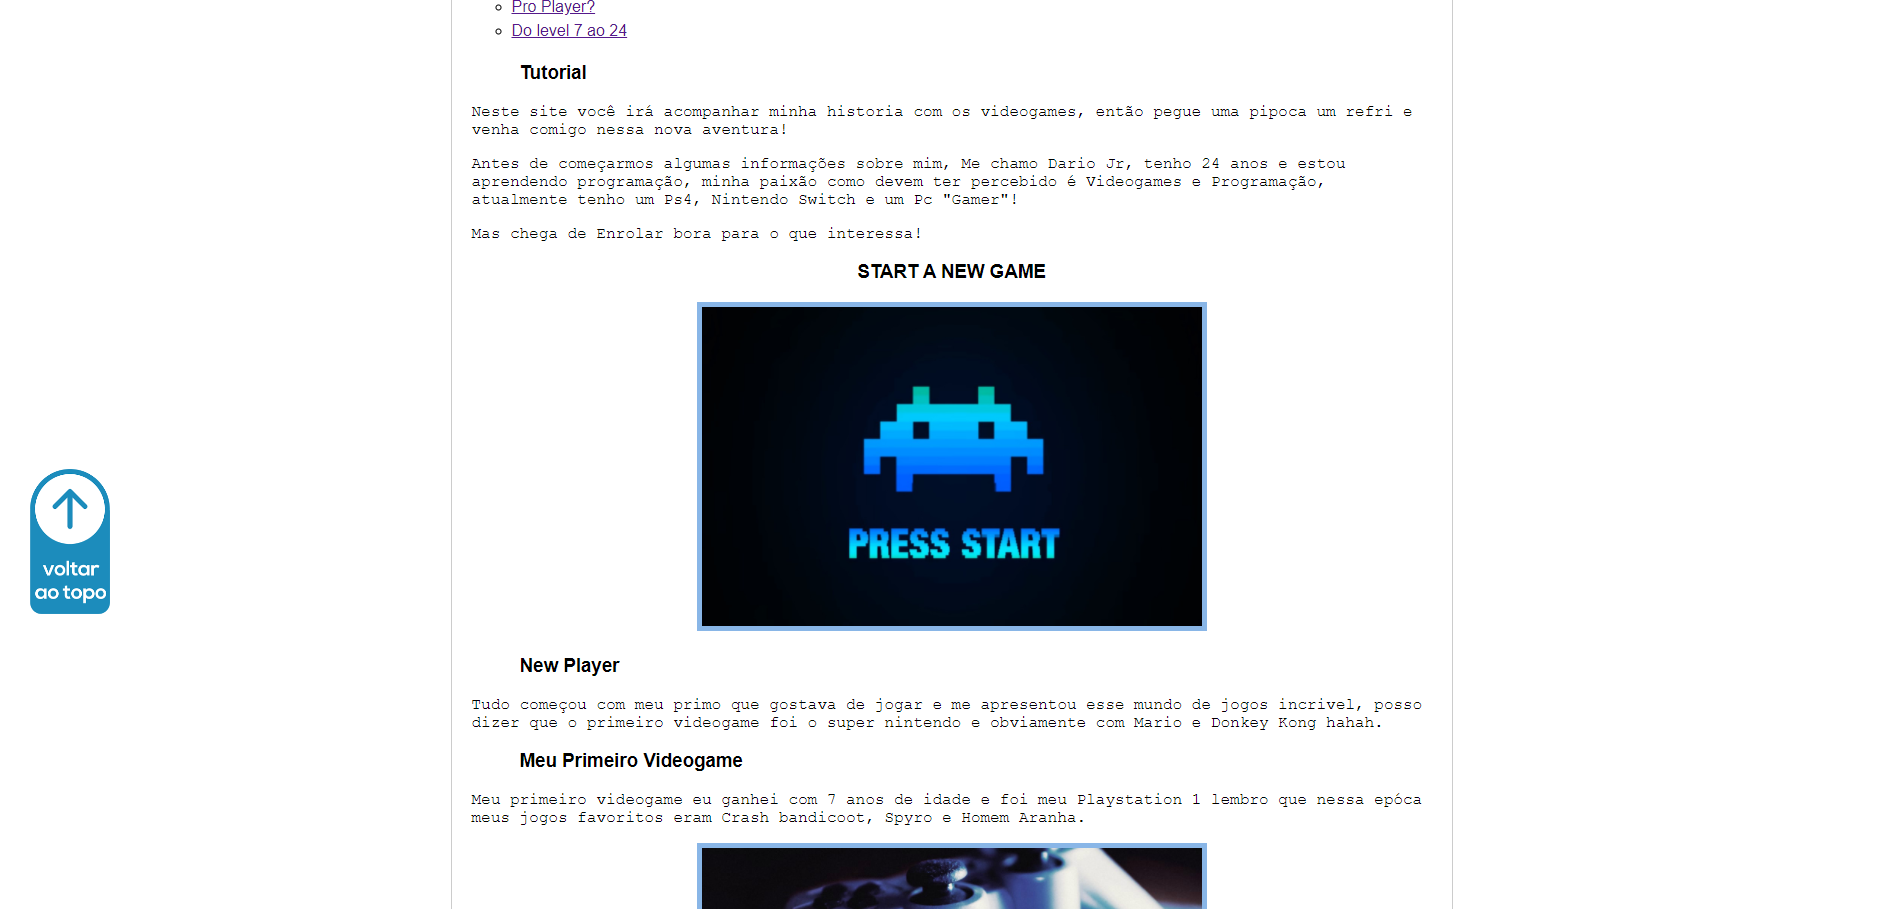 Pro Player?
Do level 7 ao 24
Tutorial
Neste site você irá acompanhar minha historia com os videogames, então pegue uma pipoca um refri e
venha comigo nessa nova aventura!
Antes de começarmos algumas informações sobre mim, Me chamo Dario Jr, tenho 24 anos e estou
aprendendo programação, minha paixão como devem ter percebido é Videogames e Programação,
atualmente tenho um Ps4, Nintendo Switch e um Pc "Gamer"!
Mas chega de Enrolar bora para o que interessa!
START A NEW GAME
PRESS START
voltar
ao topo
New Player
Tudo começou com meu primo que gostava de jogar e me apresentou esse mundo de jogos incrivel, posso
dizer que o primeiro videogame foi o super nintendo e obviamente com Mario e Donkey Kong hahah.
Meu Primeiro Videogame
Meu primeiro videogame eu ganhei com 7 anos de idade e foi meu Playstation 1 lembro que nessa epóca
meus jogos favoritos eram Crash bandicoot, Spyro e Homem Aranha.